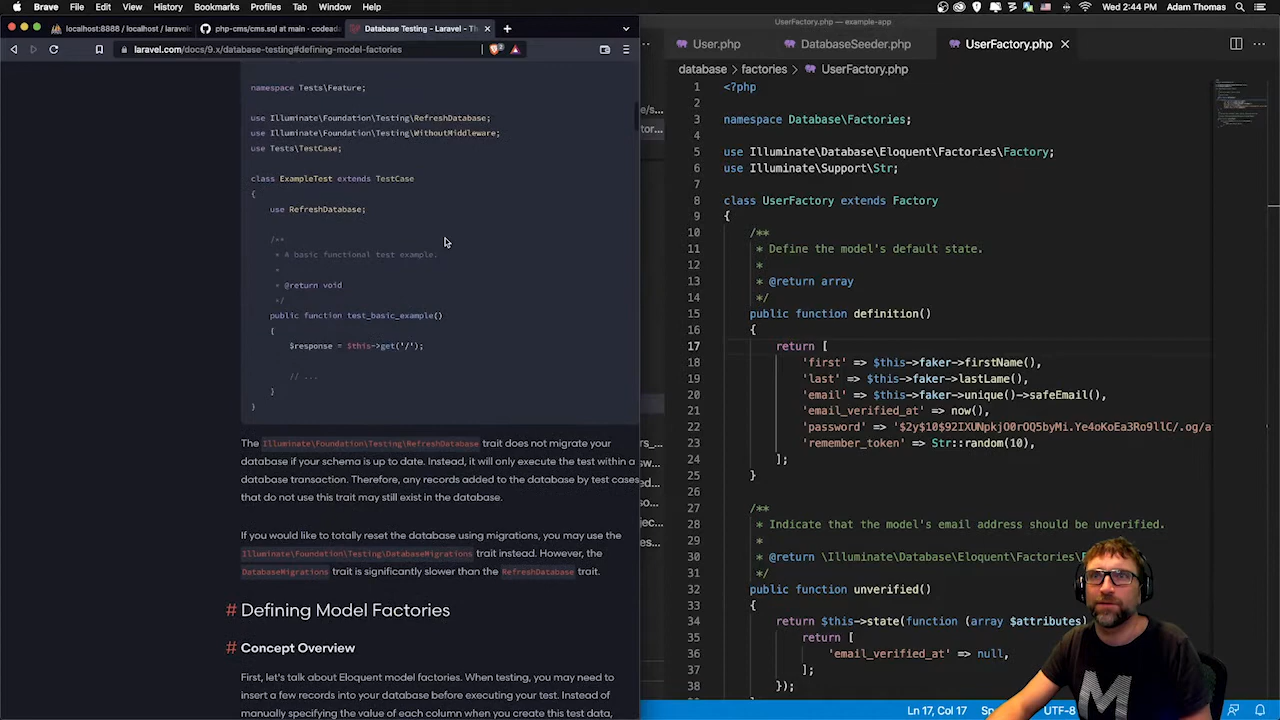 Brave File Edit View History Bookmarks Profiles Tab Window Help
Wed 2:44 PM Adam Thomas
localhost:8888 / localhost / laravel
php-cms/cms.sql at main · codead
Database Testing - Laravel - T
laravel.com/docs/9.x/database-testing#defining-model-factories
namespace Tests\Feature;
use Illuminate\Foundation\Testing\RefreshDatabase;
use Illuminate\Foundation\Testing\WithoutMiddleware;
use Tests\TestCase;
class ExampleTest extends TestCase
{
use RefreshDatabase;
/**
* A basic functional test example.
*
* @return void
*/
public function test_basic_example()
{
$response = $this->get('/');
// ...
}
}
The Illuminate\Foundation\Testing\RefreshDatabase trait does not migrate your
database if your schema is up to date. Instead, it will only execute the test within a
database transaction. Therefore, any records added to the database by test cases
that do not use this trait may still exist in the database.
If you would like to totally reset the database using migrations, you may use the
Illuminate\Foundation\Testing\DatabaseMigrations trait instead. However, the
DatabaseMigrations trait is significantly slower than the RefreshDatabase trait.
# Defining Model Factories
# Concept Overview
First, let's talk about Eloquent model factories. When testing, you may need to
insert a few records into your database before executing your test. Instead of
manually specifying the value of each column when you create this test data,
UserFactory.php — example-app
User.php DatabaseSeeder.php UserFactory.php
database > factories > UserFactory.php
1 <?php
2
3 namespace Database\Factories;
4
5 use Illuminate\Database\Eloquent\Factories\Factory;
6 use Illuminate\Support\Str;
7
8 class UserFactory extends Factory
9 {
10 /**
11 * Define the model's default state.
12 *
13 * @return array
14 */
15 public function definition()
16 {
17 return [
18 'first' => $this->faker->firstName(),
19 'last' => $this->faker->lastLame(),
20 'email' => $this->faker->unique()->safeEmail(),
21 'email_verified_at' => now(),
22 'password' => '$2y$10$92IXUNpkjO0rOQ5byMi.Ye4oKoEa3Ro9llC/.og/a
23 'remember_token' => Str::random(10),
24 ];
25 }
26
27 /**
28 * Indicate that the model's email address should be unverified.
29 *
30 * @return \Illuminate\Database\Eloquent\Factories\
31 */
32 public function unverified()
33 {
34 return $this->state(function (array $attributes)
35 return [
36 'email_verified_at' => null,
37 ];
38 });
Ln 17, Col 17 UTF-8